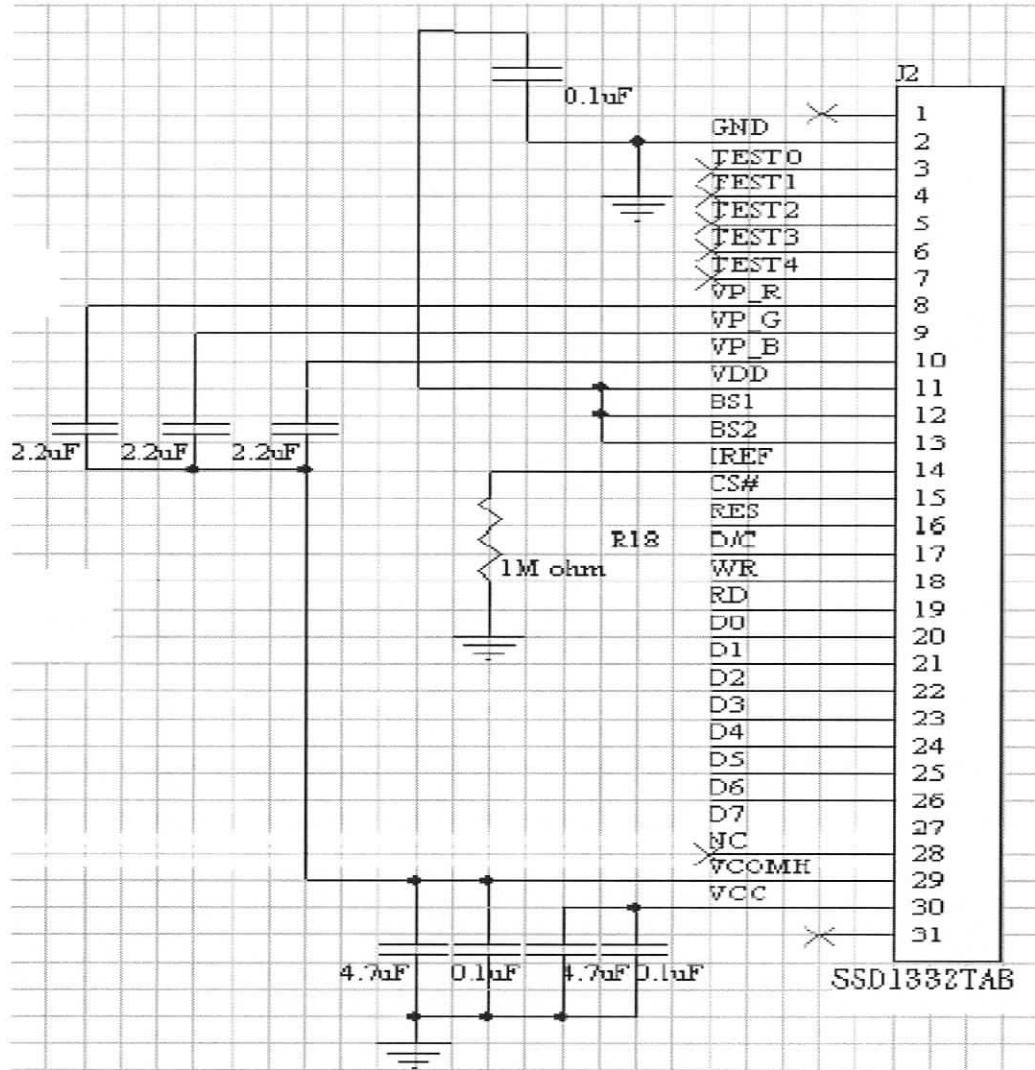 J2
0.1uF
1
GND
2
TEST0
3
TEST1
4
TEST2
5
TEST3
6
TEST4
7
VP_R
8
VP_G
9
VP_B
10
VDD
11
BS1
12
2.2uF 2.2uF 2.2uF
BS2
13
IREF
14
CS#
15
RES
16
R18
D/C
17
1M ohm
WR
18
RD
19
D0
20
D1
21
D2
22
D3
23
D4
24
D5
25
D6
26
D7
27
NC
28
VCOMH
29
VCC
30
31
4.7uF 0.1uF 4.7uF 0.1uF
SSD1332TAB